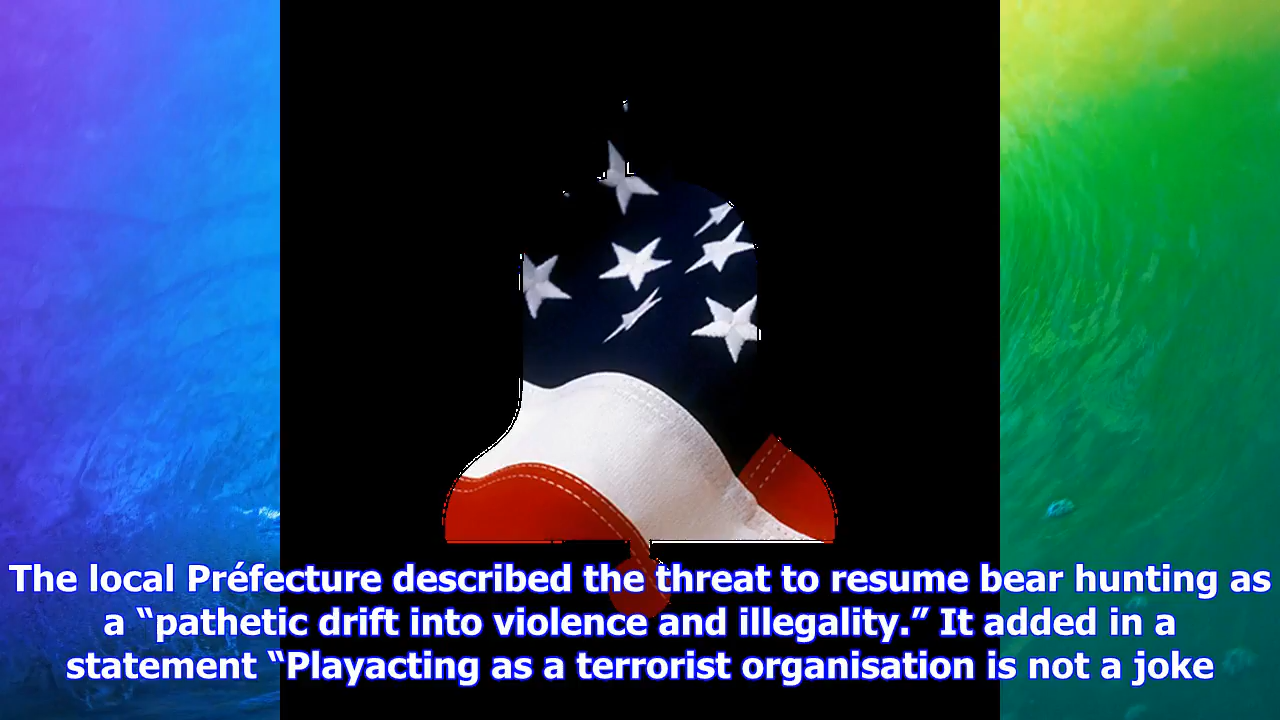 The local Préfecture described the threat to resume bear hunting as
a “pathetic drift into violence and illegality.” It added in a
statement “Playacting as a terrorist organisation is not a joke